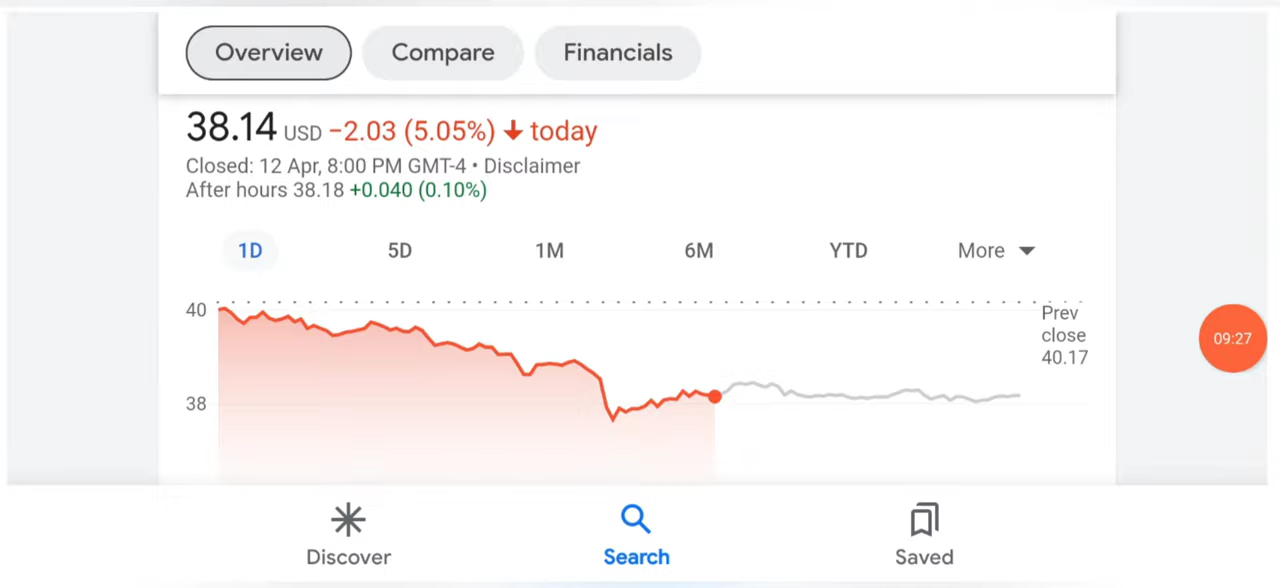 Overview Compare Financials
38.14 USD −2.03 (5.05%) ↓ today
Closed: 12 Apr, 8:00 PM GMT-4 • Disclaimer
After hours 38.18 +0.040 (0.10%)
1D 5D 1M 6M YTD More
40
Prev
close
40.17
09:27
38
Discover Search Saved